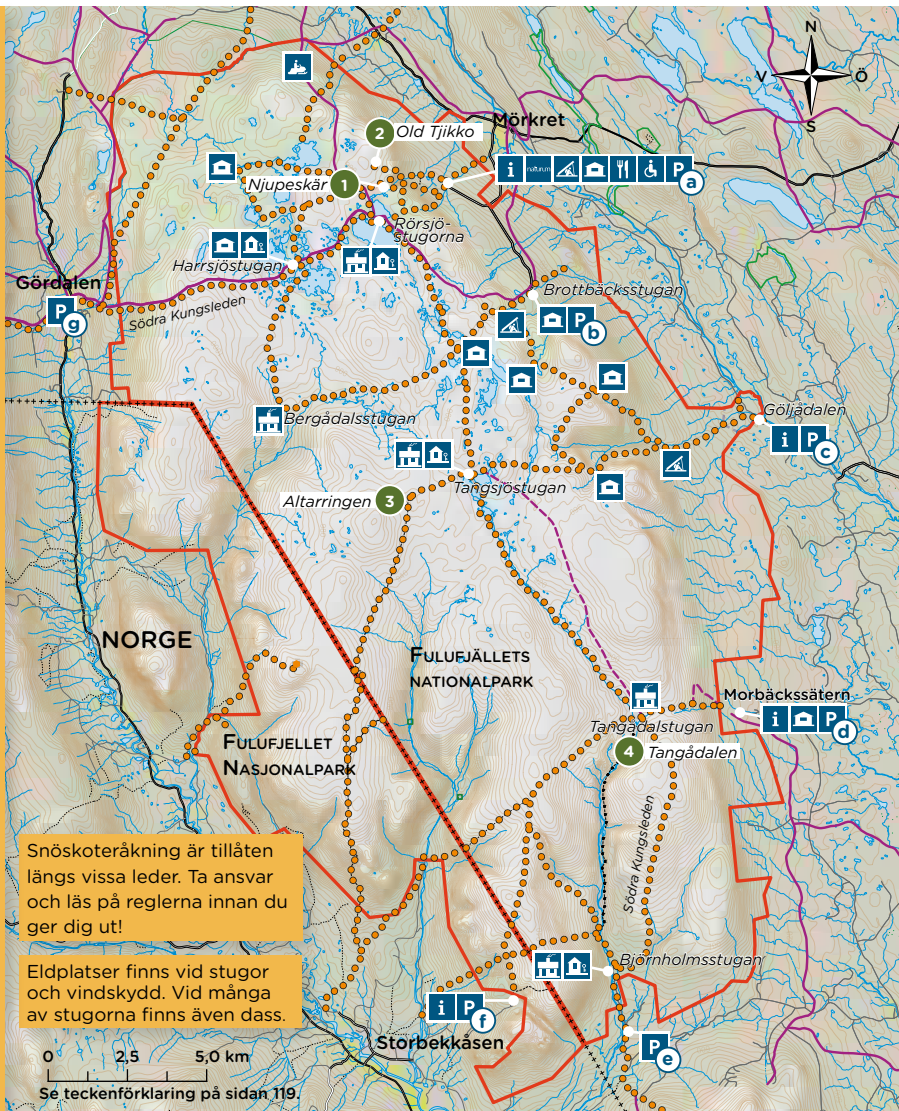 N
V
Ö
S
Mörkret
2 Old Tjikko
i naturum P
a
Njupeskär 1
Rörsjö-
stugorna
Harrsjöstugan
Gördalen
P
g
Södra Kungsleden
Brottbäcksstugan
P
b
Bergådalsstugan
Göljådalen
i P
c
Tangsjöstugan
Altarringen 3
NORGE
FULUFJÄLLETS
NATIONALPARK
Morbäckssätern
i P
d
Tangådalstugan
4 Tangådalen
FULUFJELLET
NASJONALPARK
Södra Kungsleden
Snöskoteråkning är tillåten
längs vissa leder. Ta ansvar
och läs på reglerna innan du
ger dig ut!
Björnholmsstugan
Eldplatser finns vid stugor
och vindskydd. Vid många
av stugorna finns även dass.
i P
f
Storbekkåsen
P
e
0 2,5 5,0 km
Se teckenförklaring på sidan 119.